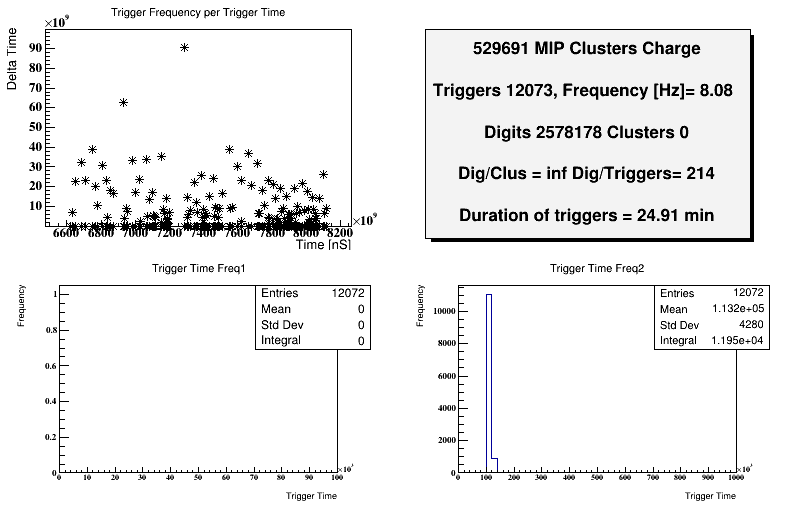 Trigger Frequency per Trigger Time
×10⁹
Delta Time
90
80
70
60
50
40
30
20
10
6600 6800 7000 7200 7400 7600 7800 8000 8200
×10⁹
Time [nS]
529691 MIP Clusters Charge
Triggers 12073, Frequency [Hz]= 8.08
Digits 2578178 Clusters 0
Dig/Clus = inf Dig/Triggers= 214
Duration of triggers = 24.91 min
Trigger Time Freq1
Frequency
Entries 12072
Mean 0
Std Dev 0
Integral 0
1
0.8
0.6
0.4
0.2
0
0 10 20 30 40 50 60 70 80 90 100
×10³
Trigger Time
Trigger Time Freq2
Frequency
Entries 12072
Mean 1.132e+05
Std Dev 4280
Integral 1.195e+04
10000
8000
6000
4000
2000
0
0 100 200 300 400 500 600 700 800 900 1000
×10³
Trigger Time